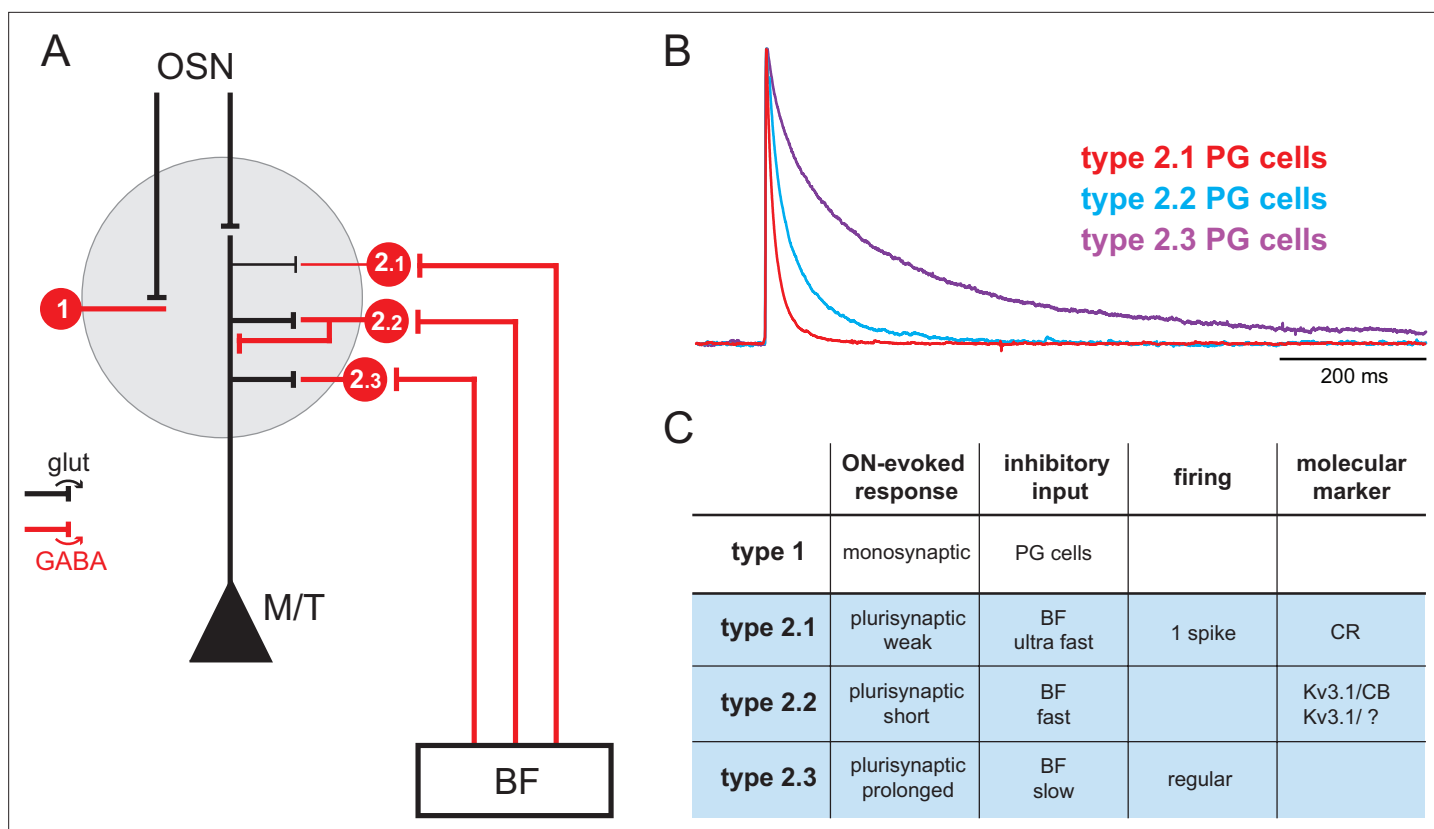 A
OSN
1
2.1
2.2
2.3
glut
GABA
M/T
BF
B
type 2.1 PG cells
type 2.2 PG cells
type 2.3 PG cells
200 ms
C
ON-evoked response
inhibitory input
firing
molecular marker
type 1
monosynaptic
PG cells
type 2.1
plurisynaptic
weak
BF
ultra fast
1 spike
CR
type 2.2
plurisynaptic
short
BF
fast
Kv3.1/CB
Kv3.1/ ?
type 2.3
plurisynaptic
prolonged
BF
slow
regular